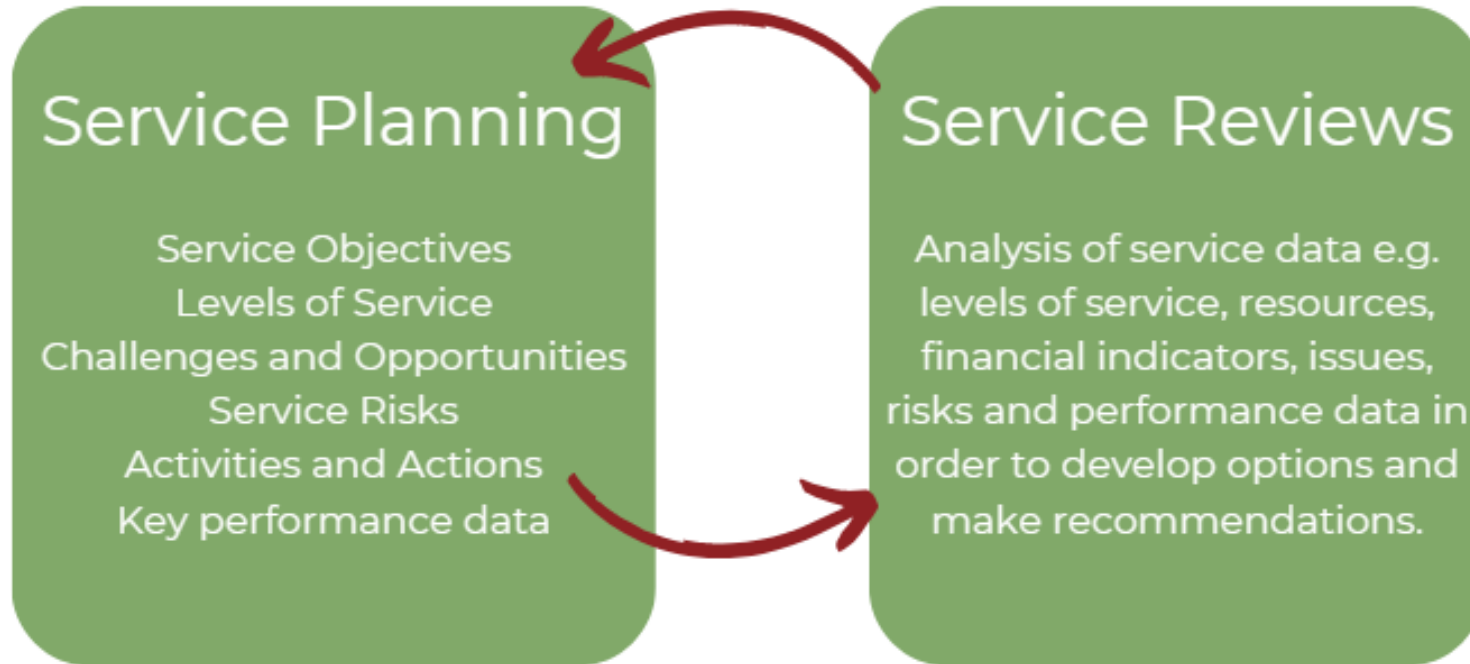 Service Planning
Service Objectives
Levels of Service
Challenges and Opportunities
Service Risks
Activities and Actions
Key performance data
Service Reviews
Analysis of service data e.g.
levels of service, resources,
financial indicators, issues,
risks and performance data in
order to develop options and
make recommendations.